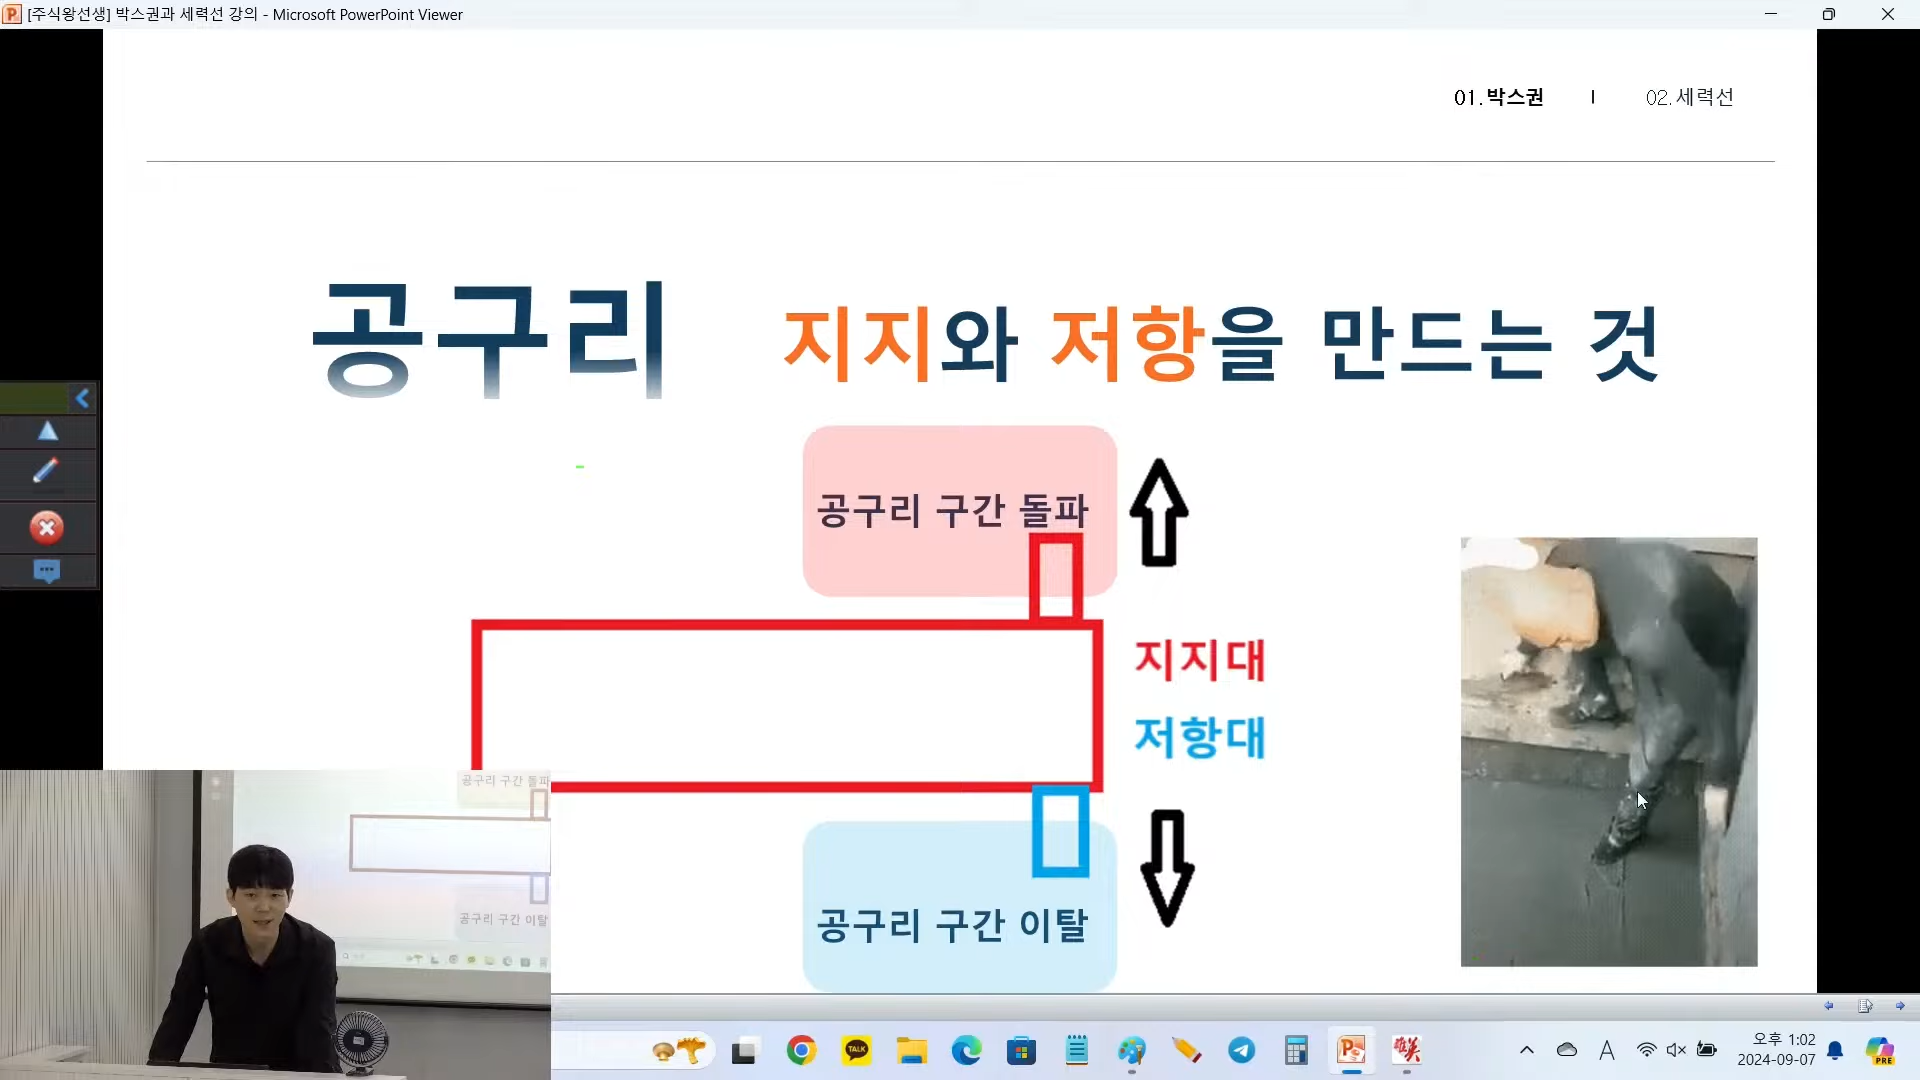 [주식왕선생] 박스권과 세력선 강의 - Microsoft PowerPoint Viewer
01.박스권 | 02.세력선
공구리 지지와 저항을 만드는 것
공구리 구간 돌파
지지대
저항대
공구리 구간 이탈
공구리 구간 돌파
공구리 구간 이탈
TALK
A
오후 1:02
2024-09-07
PRE